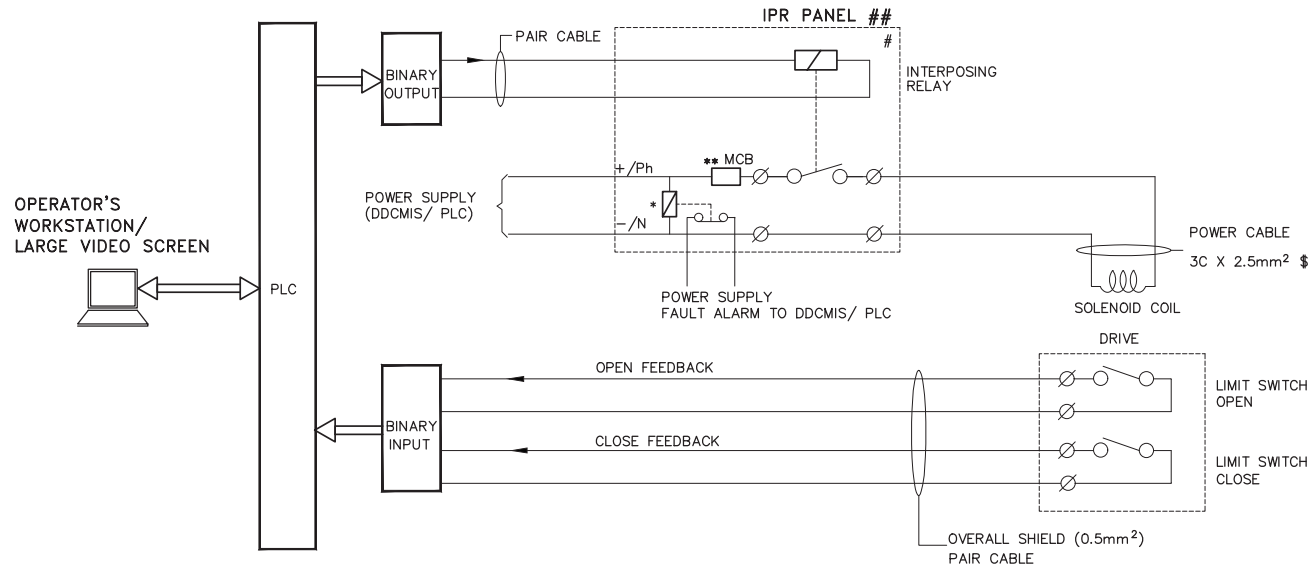 IPR PANEL ##
#
PAIR CABLE
BINARY
OUTPUT
INTERPOSING
RELAY
+/Ph
** MCB
POWER SUPPLY
(DDCMIS/ PLC)
*
-/N
OPERATOR'S
WORKSTATION/
LARGE VIDEO SCREEN
PLC
POWER CABLE
3C X 2.5mm² $
POWER SUPPLY
FAULT ALARM TO DDCMIS/ PLC
SOLENOID COIL
DRIVE
OPEN FEEDBACK
LIMIT SWITCH
OPEN
BINARY
INPUT
CLOSE FEEDBACK
LIMIT SWITCH
CLOSE
OVERALL SHIELD (0.5mm²)
PAIR CABLE